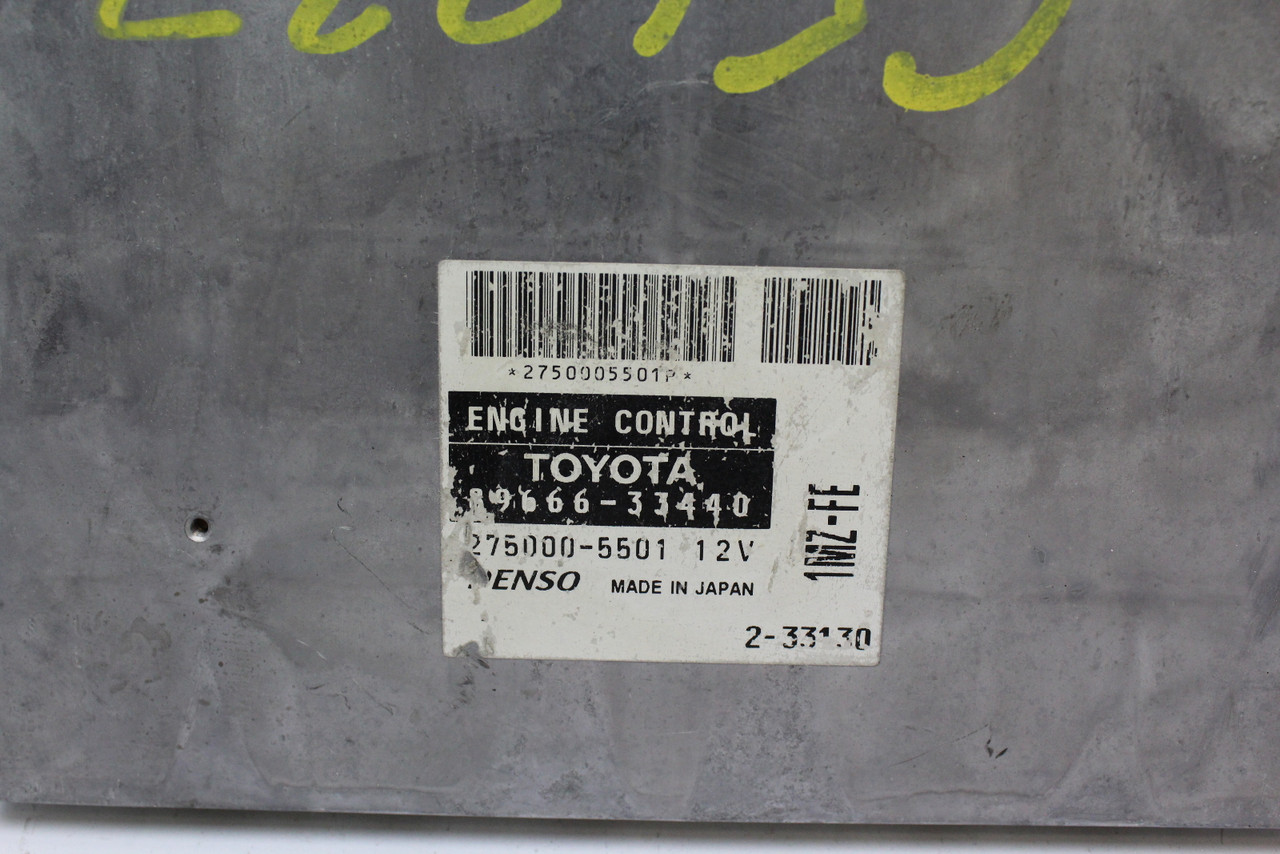 *2750005501P*
ENGINE CONTROL
TOYOTA
89666-33440
275000-5501 12V
DENSO MADE IN JAPAN
1MZ-FE
2-33130